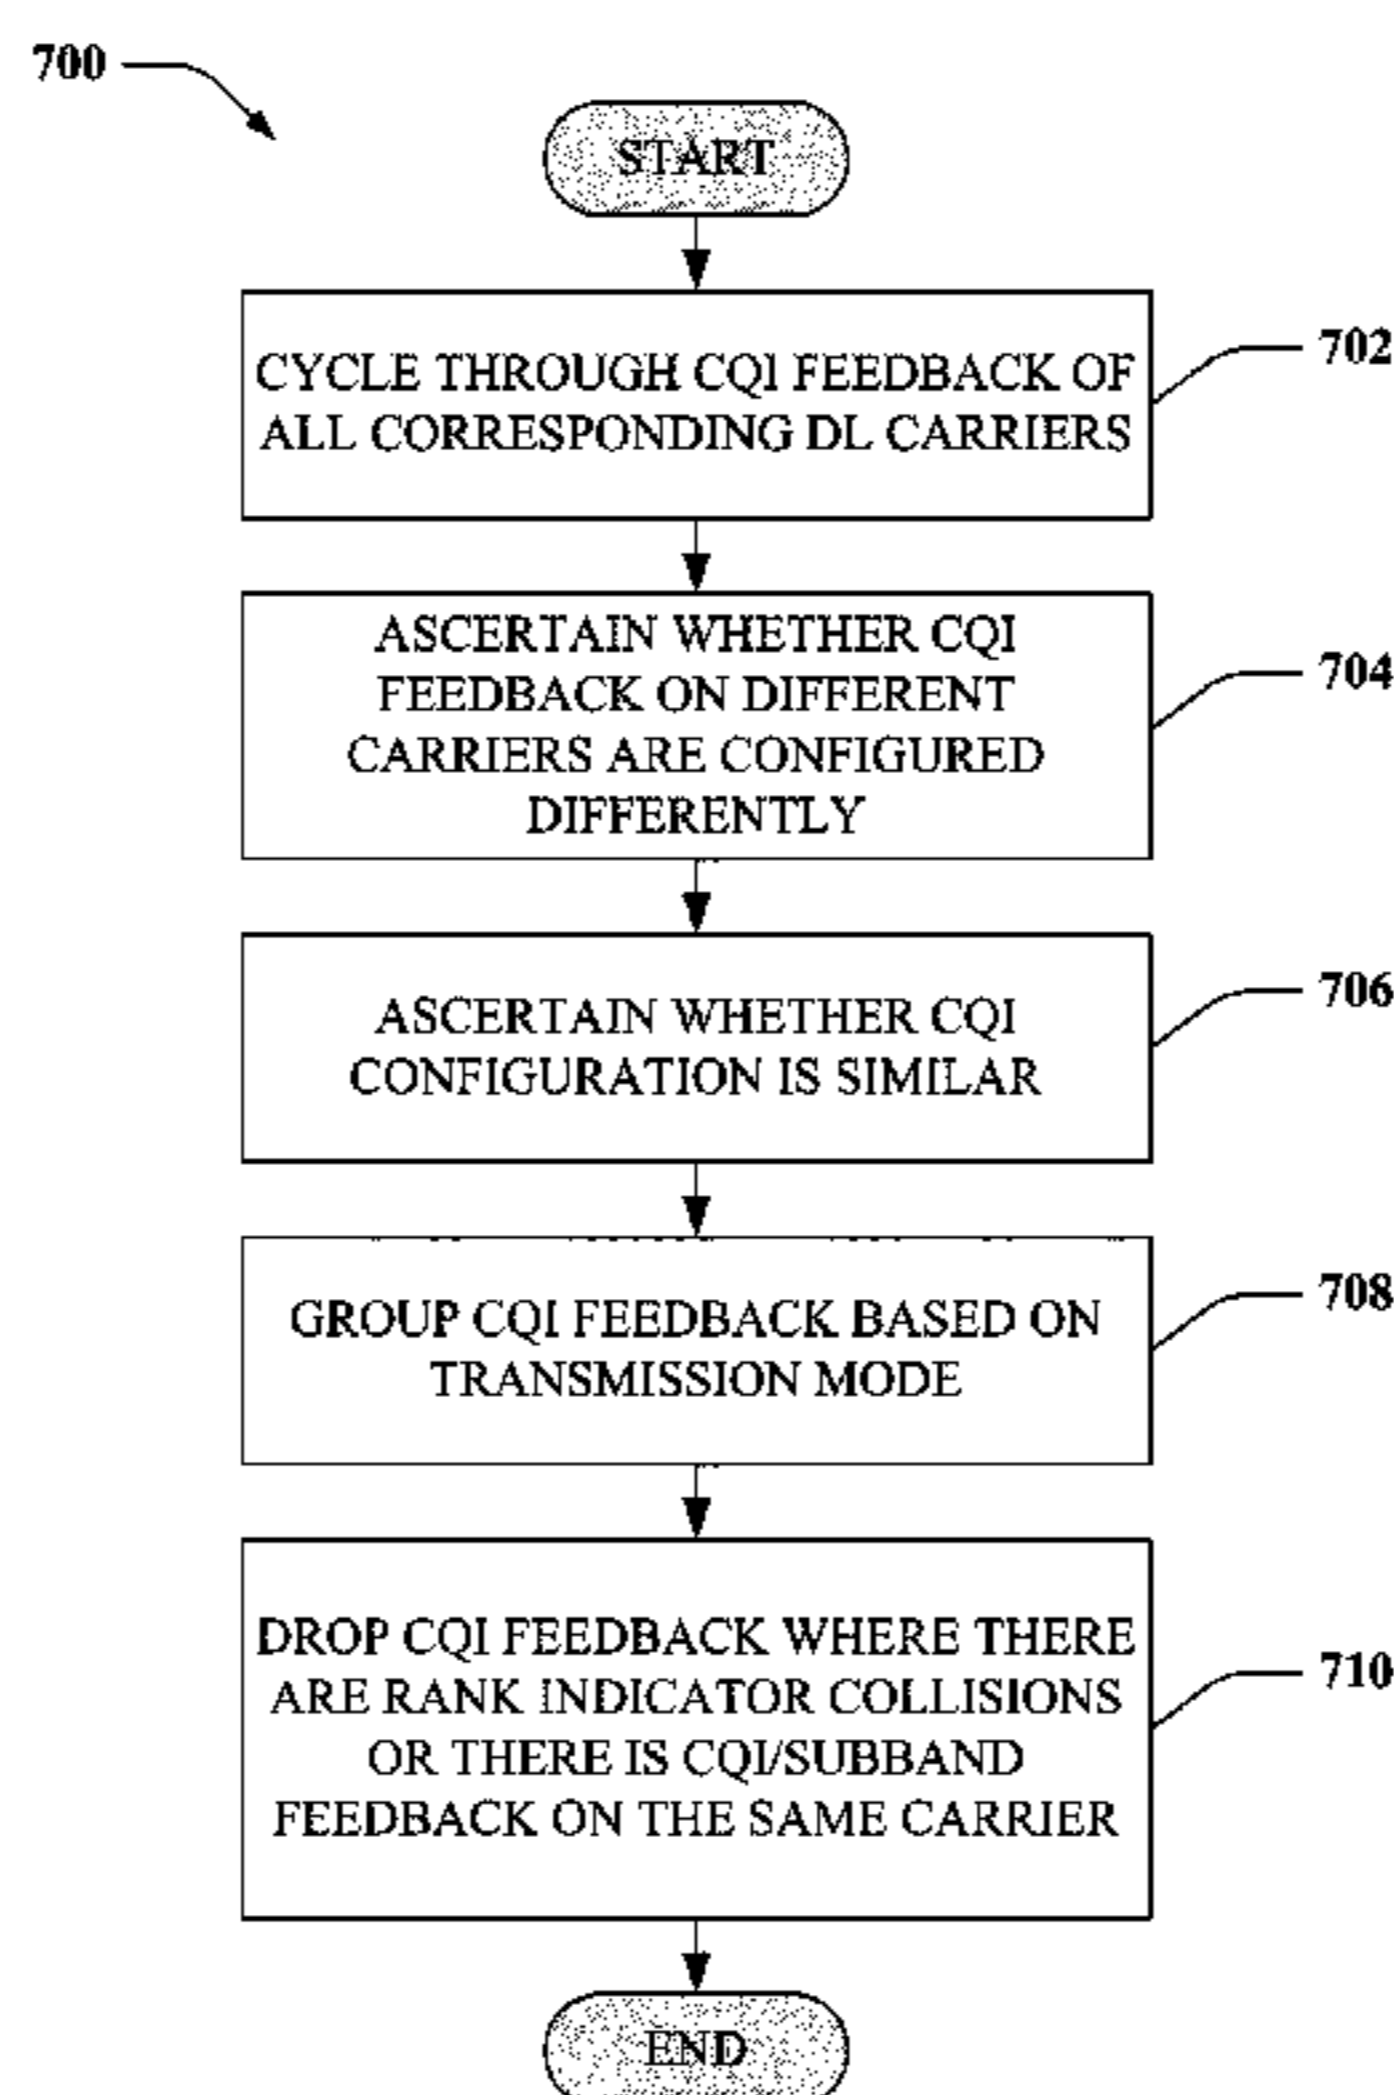 700
START
CYCLE THROUGH CQI FEEDBACK OF
ALL CORRESPONDING DL CARRIERS
702
ASCERTAIN WHETHER CQI
FEEDBACK ON DIFFERENT
CARRIERS ARE CONFIGURED
DIFFERENTLY
704
ASCERTAIN WHETHER CQI
CONFIGURATION IS SIMILAR
706
GROUP CQI FEEDBACK BASED ON
TRANSMISSION MODE
708
DROP CQI FEEDBACK WHERE THERE
ARE RANK INDICATOR COLLISIONS
OR THERE IS CQI/SUBBAND
FEEDBACK ON THE SAME CARRIER
710
END